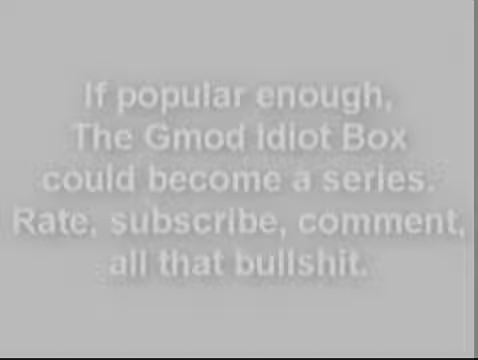 If popular enough,
The Gmod Idiot Box
could become a series.
Rate, subscribe, comment,
all that bullshit.